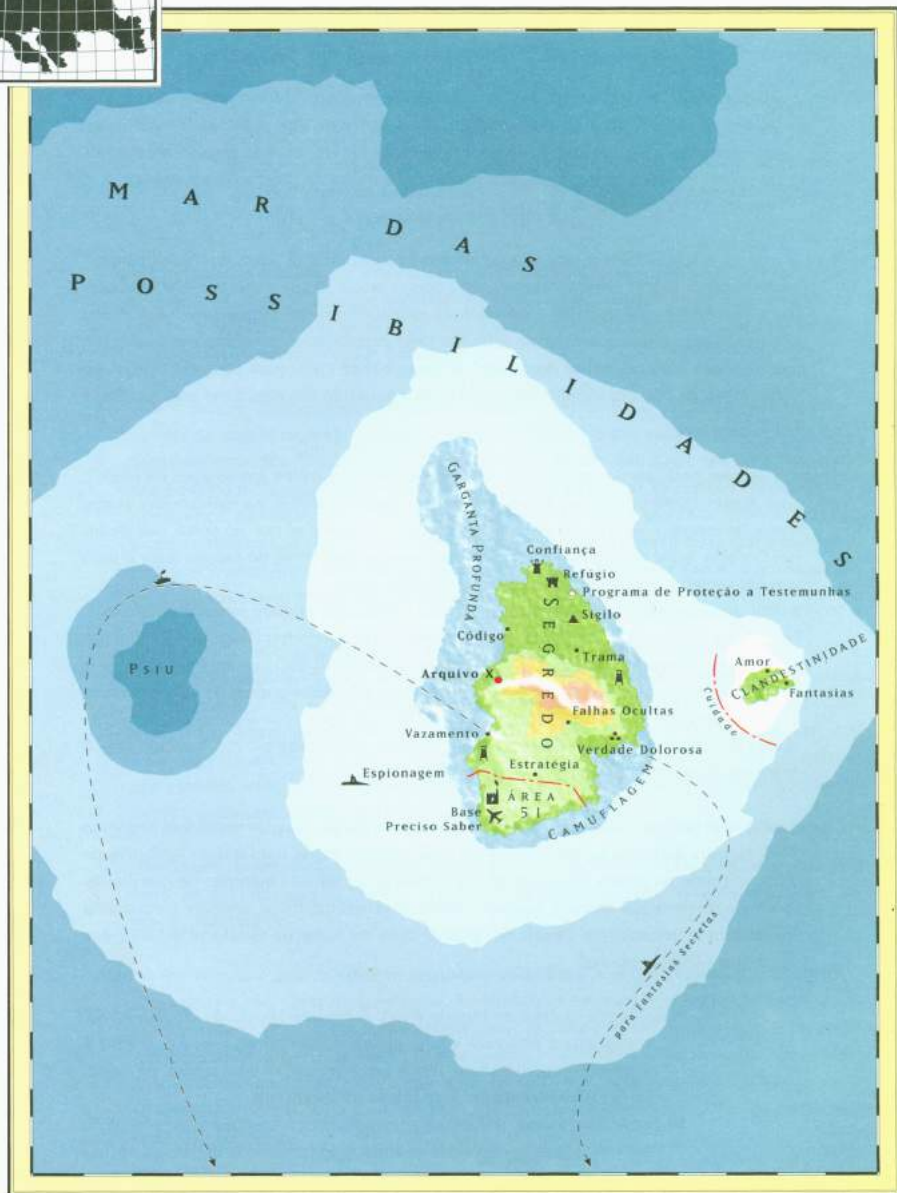 MAR DAS
POSSIBILIDADES
GARGANTA PROFUNDA
Confiança
Refúgio
Programa de Proteção a Testemunhas
SEGREDO
Sigilo
Código
Trama
Arquivo X
Amor
CLANDESTINIDADE
Fantasias
Cuidado
PSIU
Falhas Ocultas
Vazamento
Verdade Dolorosa
Espionagem
Estratégia
ÁREA
51
Base
Preciso Saber
CAMUFLAGEM
para Fantasias Secretas